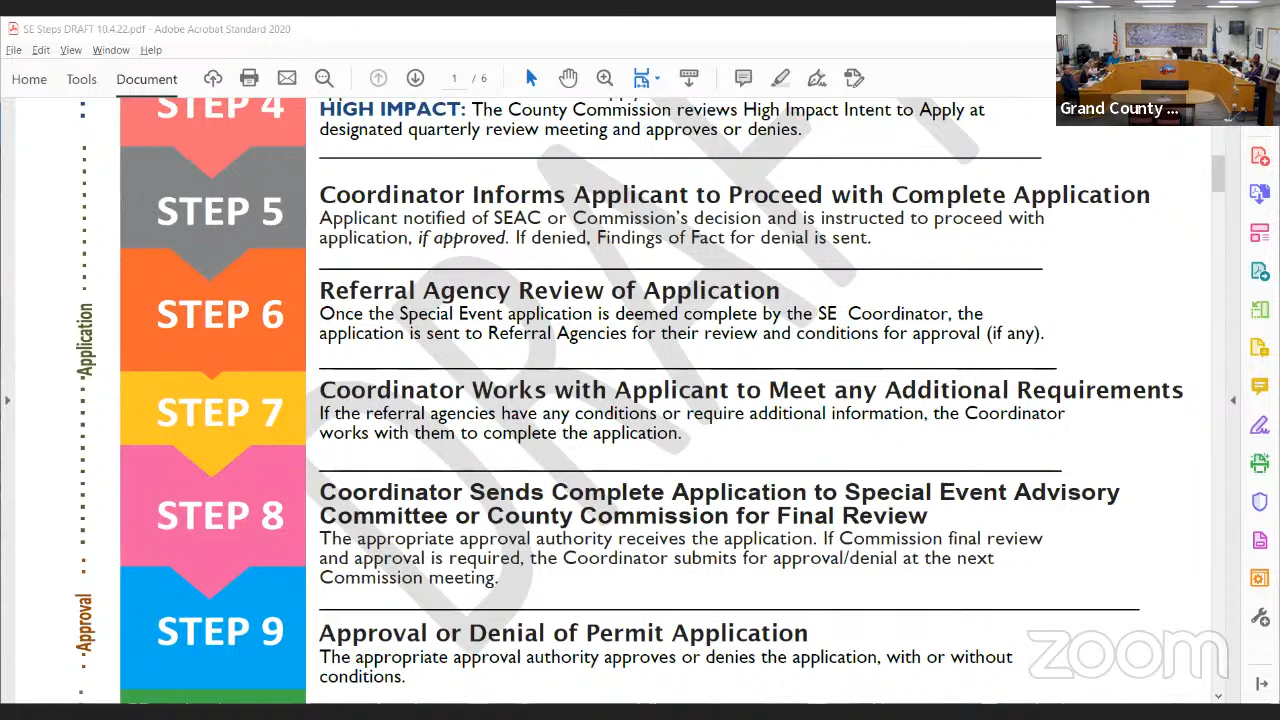 SE Steps DRAFT 10.4.22.pdf - Adobe Acrobat Standard 2020
File Edit View Window Help
Home Tools Document 1 / 6
Grand County ...
STEP 4
HIGH IMPACT: The County Commission reviews High Impact Intent to Apply at
designated quarterly review meeting and approves or denies.
STEP 5
Coordinator Informs Applicant to Proceed with Complete Application
Applicant notified of SEAC or Commission's decision and is instructed to proceed with
application, if approved. If denied, Findings of Fact for denial is sent.
Application
STEP 6
Referral Agency Review of Application
Once the Special Event application is deemed complete by the SE Coordinator, the
application is sent to Referral Agencies for their review and conditions for approval (if any).
STEP 7
Coordinator Works with Applicant to Meet any Additional Requirements
If the referral agencies have any conditions or require additional information, the Coordinator
works with them to complete the application.
STEP 8
Coordinator Sends Complete Application to Special Event Advisory
Committee or County Commission for Final Review
The appropriate approval authority receives the application. If Commission final review
and approval is required, the Coordinator submits for approval/denial at the next
Commission meeting.
Approval
STEP 9
Approval or Denial of Permit Application
The appropriate approval authority approves or denies the application, with or without
conditions.
DRAFT
zoom